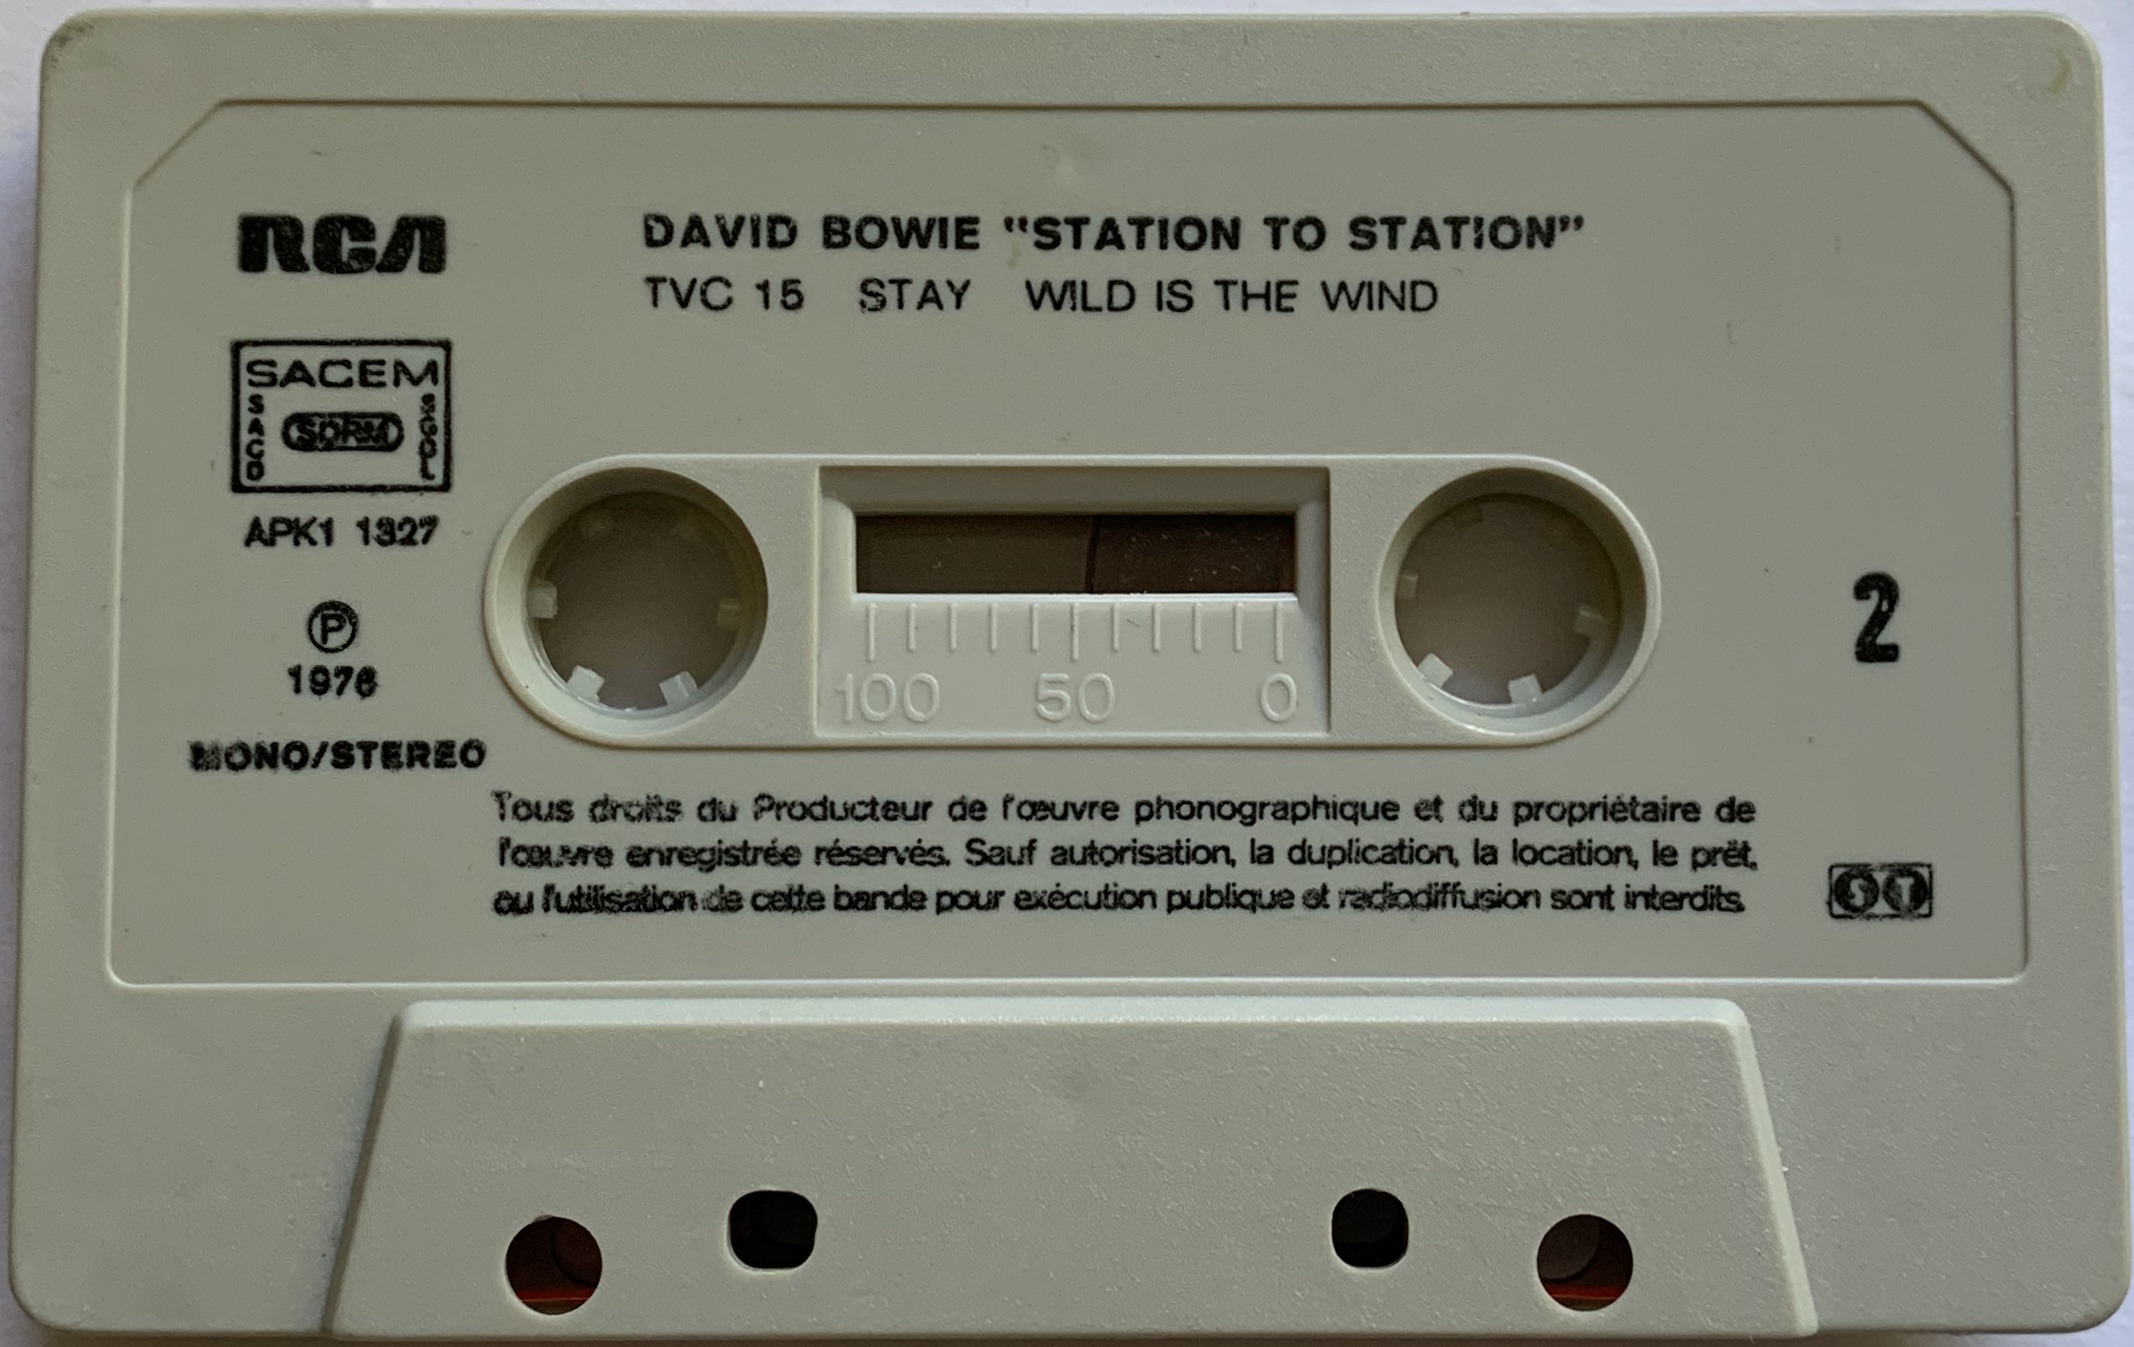 RCA
DAVID BOWIE "STATION TO STATION"
TVC 15 STAY WILD IS THE WIND
SACEM
SACD
SDRM
SGDL
APK1 1327
℗
1976
MONO/STEREO
100 50 0
2
Tous droits du Producteur de l'œuvre phonographique et du propriétaire de
l'œuvre enregistrée réservés. Sauf autorisation, la duplication, la location, le prêt,
ou l'utilisation de cette bande pour exécution publique et radiodiffusion sont interdits.
ST